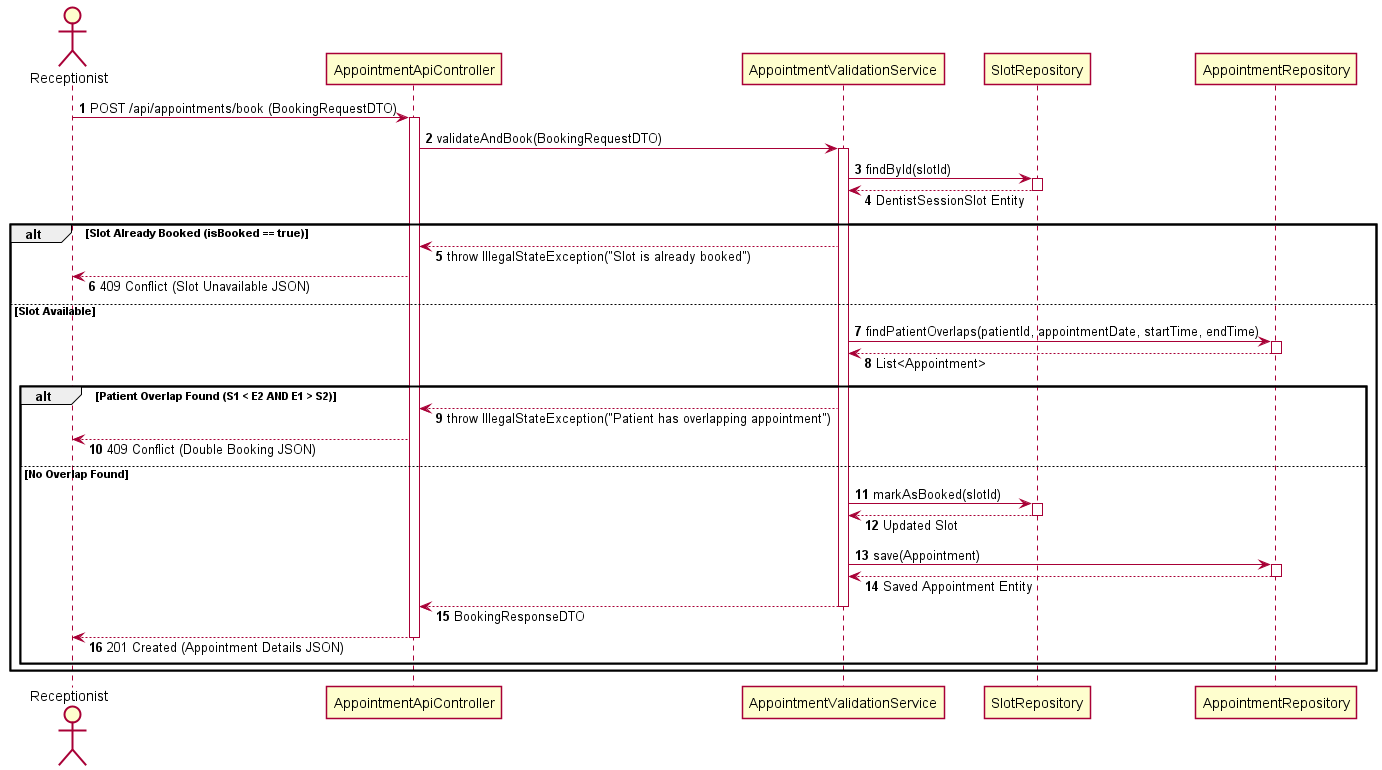 Receptionist
AppointmentApiController
AppointmentValidationService
SlotRepository
AppointmentRepository
1 POST /api/appointments/book (BookingRequestDTO)
2 validateAndBook(BookingRequestDTO)
3 findById(slotId)
4 DentistSessionSlot Entity
alt [Slot Already Booked (isBooked == true)]
5 throw IllegalStateException("Slot is already booked")
6 409 Conflict (Slot Unavailable JSON)
[Slot Available]
7 findPatientOverlaps(patientId, appointmentDate, startTime, endTime)
8 List<Appointment>
alt [Patient Overlap Found (S1 < E2 AND E1 > S2)]
9 throw IllegalStateException("Patient has overlapping appointment")
10 409 Conflict (Double Booking JSON)
[No Overlap Found]
11 markAsBooked(slotId)
12 Updated Slot
13 save(Appointment)
14 Saved Appointment Entity
15 BookingResponseDTO
16 201 Created (Appointment Details JSON)
Receptionist
AppointmentApiController
AppointmentValidationService
SlotRepository
AppointmentRepository